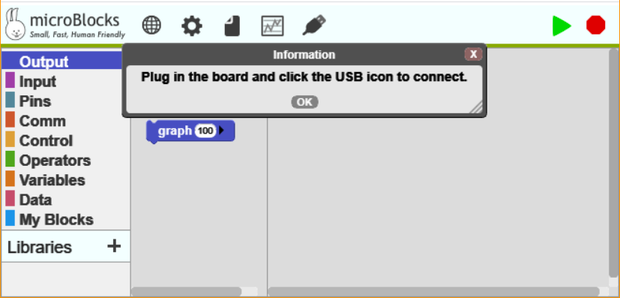 microBlocks
Small, Fast, Human Friendly
Information
X
Plug in the board and click the USB icon to connect.
OK
Output
Input
Pins
Comm
Control
Operators
Variables
Data
My Blocks
Libraries +
graph 100